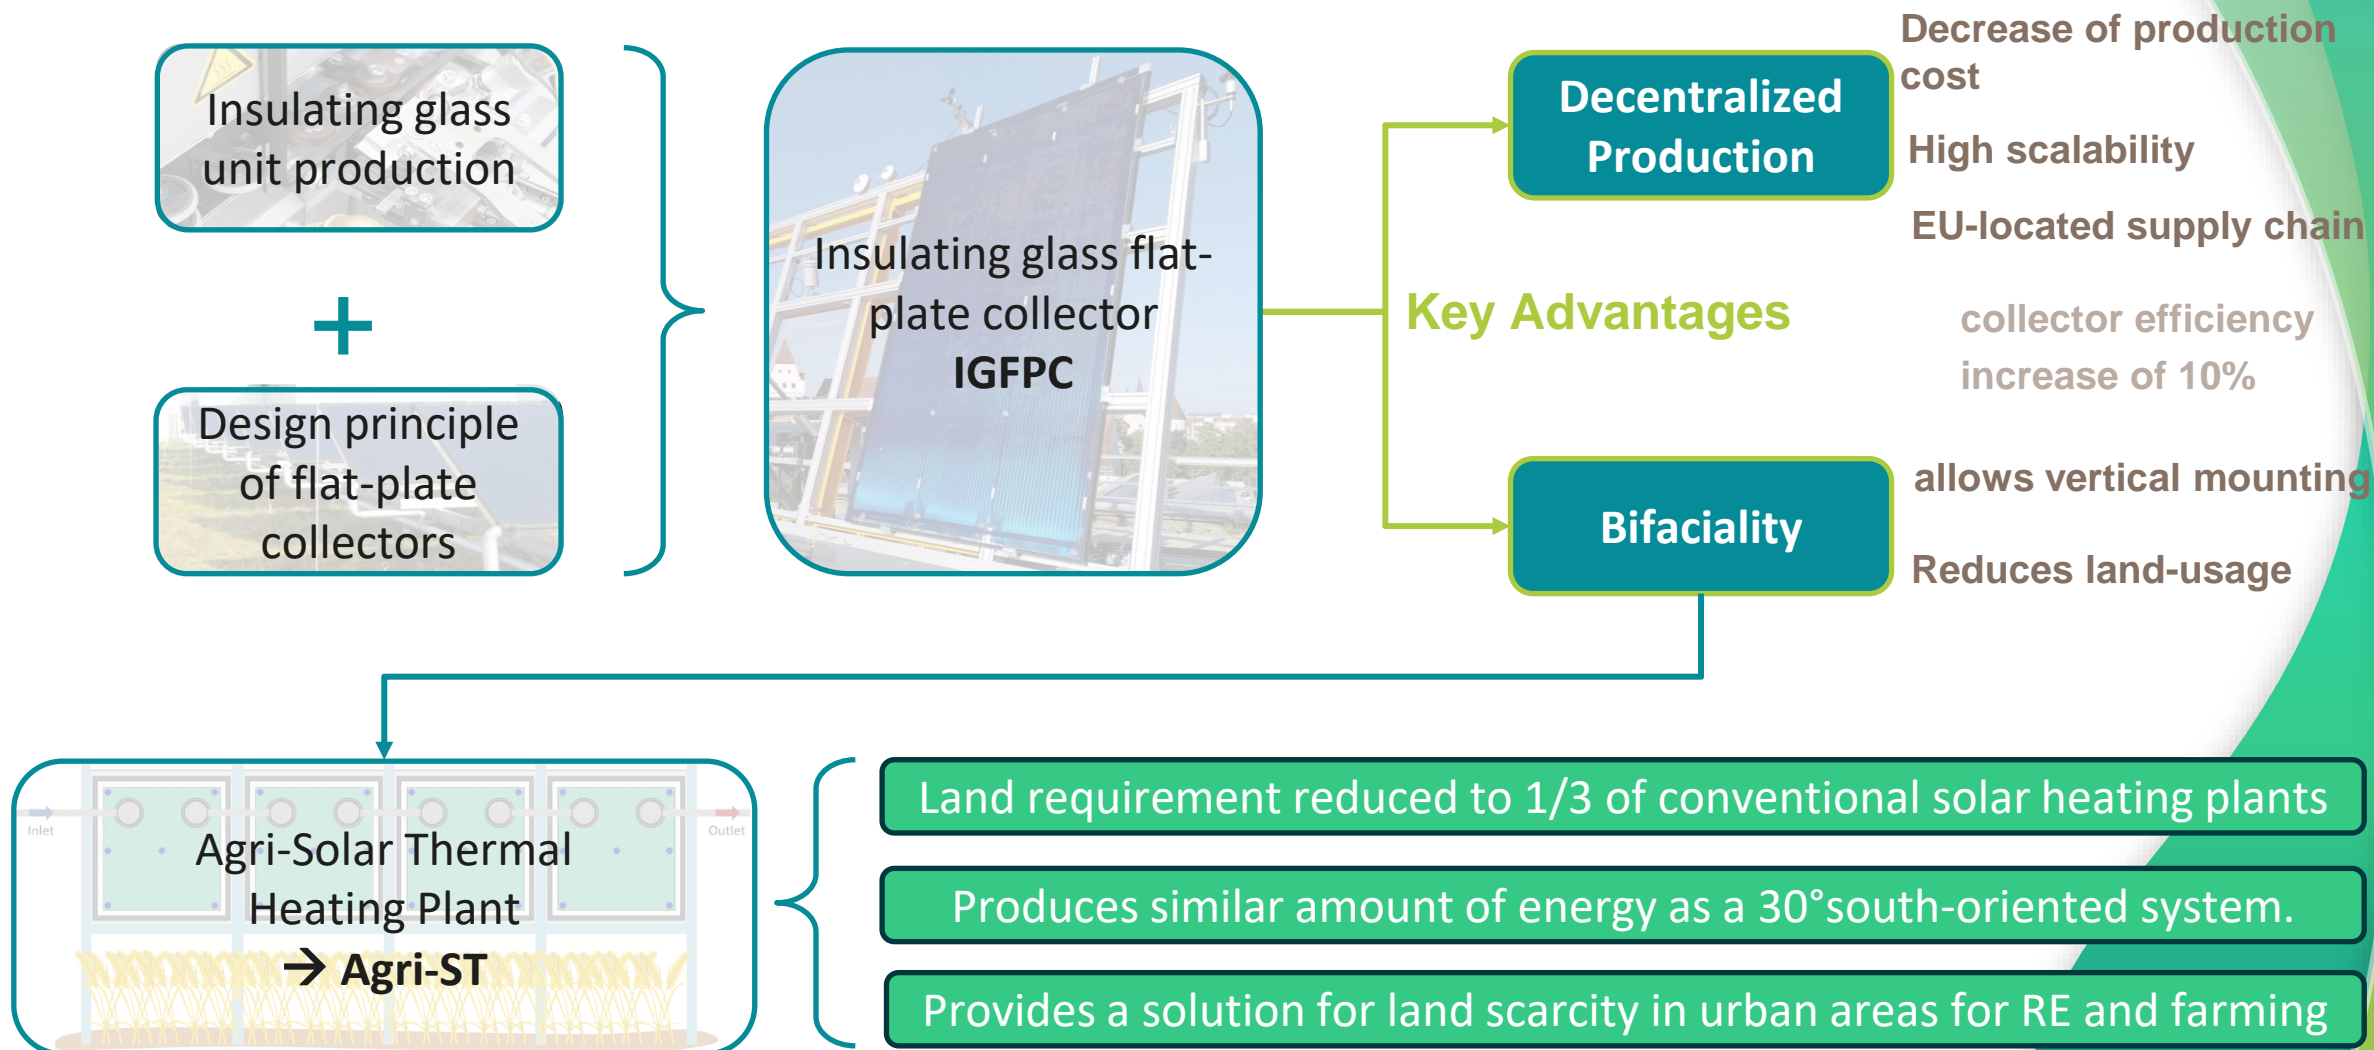 Insulating glass
unit production
+
Design principle
of flat-plate
collectors
Insulating glass flat-
plate collector
IGFPC
Key Advantages
Decentralized
Production
Decrease of production
cost
High scalability
EU-located supply chain
collector efficiency
increase of 10%
Bifaciality
allows vertical mounting
Reduces land-usage
Inlet
Outlet
Agri-Solar Thermal
Heating Plant
→ Agri-ST
Land requirement reduced to 1/3 of conventional solar heating plants
Produces similar amount of energy as a 30°south-oriented system.
Provides a solution for land scarcity in urban areas for RE and farming